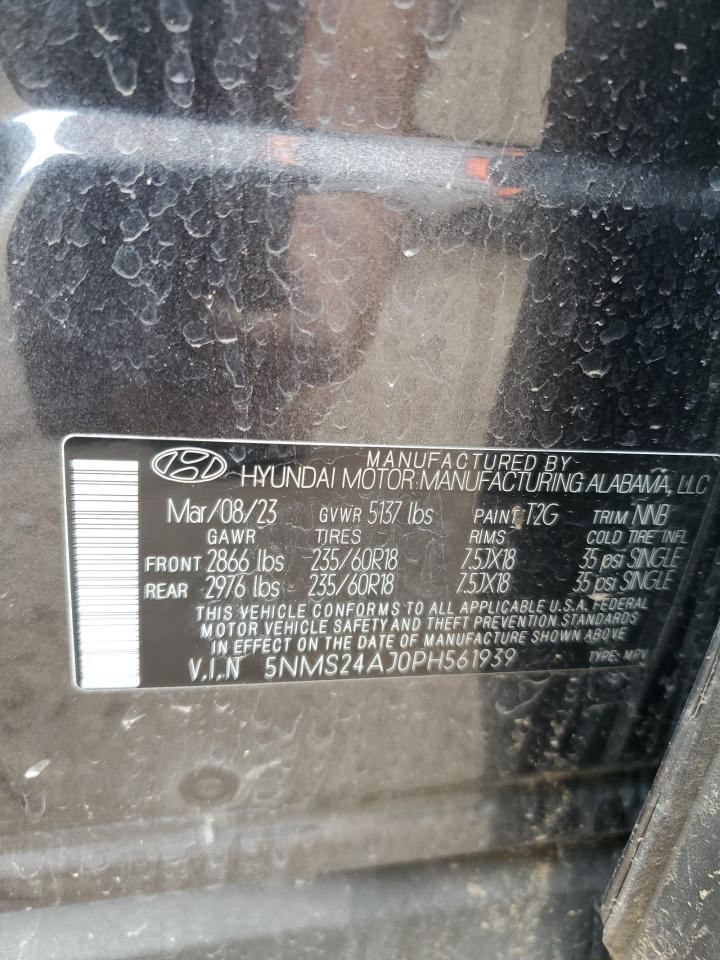 MANUFACTURED BY
HYUNDAI MOTOR MANUFACTURING ALABAMA, LLC
Mar/08/23 GVWR 5137 lbs PAINT T2G TRIM NNB
GAWR TIRES RIMS COLD TIRE INFL
FRONT 2866 lbs 235/60R18 7.5JX18 35 psi SINGLE
REAR 2976 lbs 235/60R18 7.5JX18 35 psi SINGLE
THIS VEHICLE CONFORMS TO ALL APPLICABLE U.S.A. FEDERAL
MOTOR VEHICLE SAFETY AND THEFT PREVENTION STANDARDS
IN EFFECT ON THE DATE OF MANUFACTURE SHOWN ABOVE
V.I.N 5NMS24AJ0PH561939 TYPE: MPV